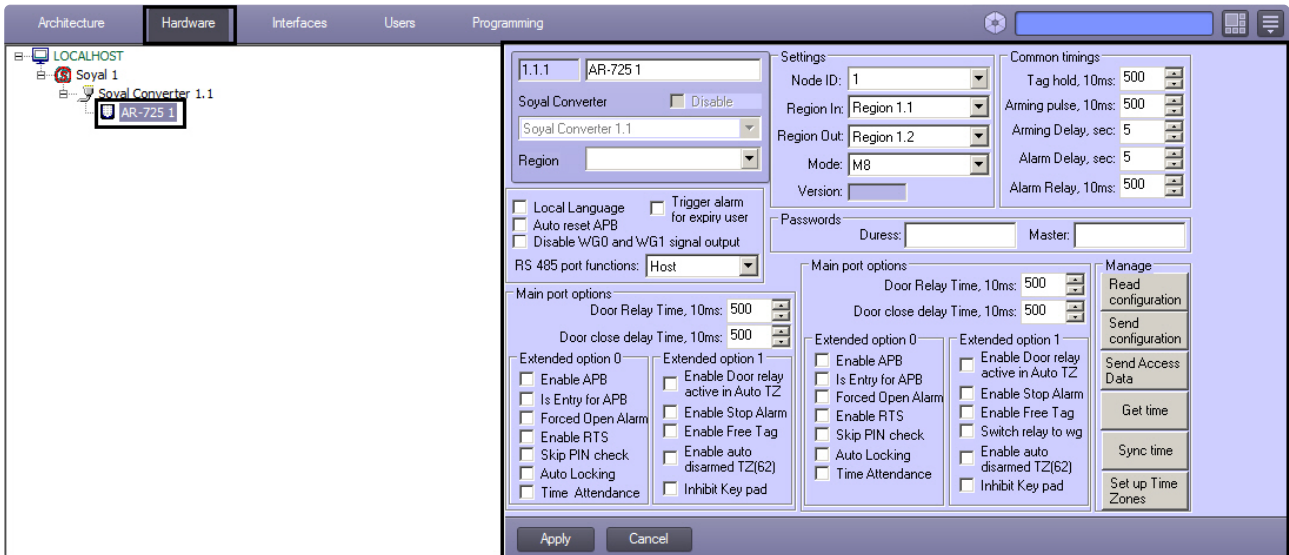 Architecture Hardware Interfaces Users Programming
LOCALHOST
Soyal 1
Soyal Converter 1.1
AR-725 1
1.1.1 AR-725 1
Soyal Converter Disable
Soyal Converter 1.1
Region
Settings
Node ID: 1
Region In: Region 1.1
Region Out: Region 1.2
Mode: M8
Version:
Common timings
Tag hold, 10ms: 500
Arming pulse, 10ms: 500
Arming Delay, sec: 5
Alarm Delay, sec: 5
Alarm Relay, 10ms: 500
Local Language
Trigger alarm
for expiry user
Auto reset APB
Disable WG0 and WG1 signal output
RS 485 port functions: Host
Passwords
Duress: Master:
Main port options
Door Relay Time, 10ms: 500
Door close delay Time, 10ms: 500
Extended option 0
Enable APB
Is Entry for APB
Forced Open Alarm
Enable RTS
Skip PIN check
Auto Locking
Time Attendance
Extended option 1
Enable Door relay
active in Auto TZ
Enable Stop Alarm
Enable Free Tag
Enable auto
disarmed TZ(62)
Inhibit Key pad
Main port options
Door Relay Time, 10ms: 500
Door close delay Time, 10ms: 500
Extended option 0
Enable APB
Is Entry for APB
Forced Open Alarm
Enable RTS
Skip PIN check
Auto Locking
Time Attendance
Extended option 1
Enable Door relay
active in Auto TZ
Enable Stop Alarm
Enable Free Tag
Switch relay to wg
Enable auto
disarmed TZ(62)
Inhibit Key pad
Manage
Read
configuration
Send
configuration
Send Access
Data
Get time
Sync time
Set up Time
Zones
Apply Cancel